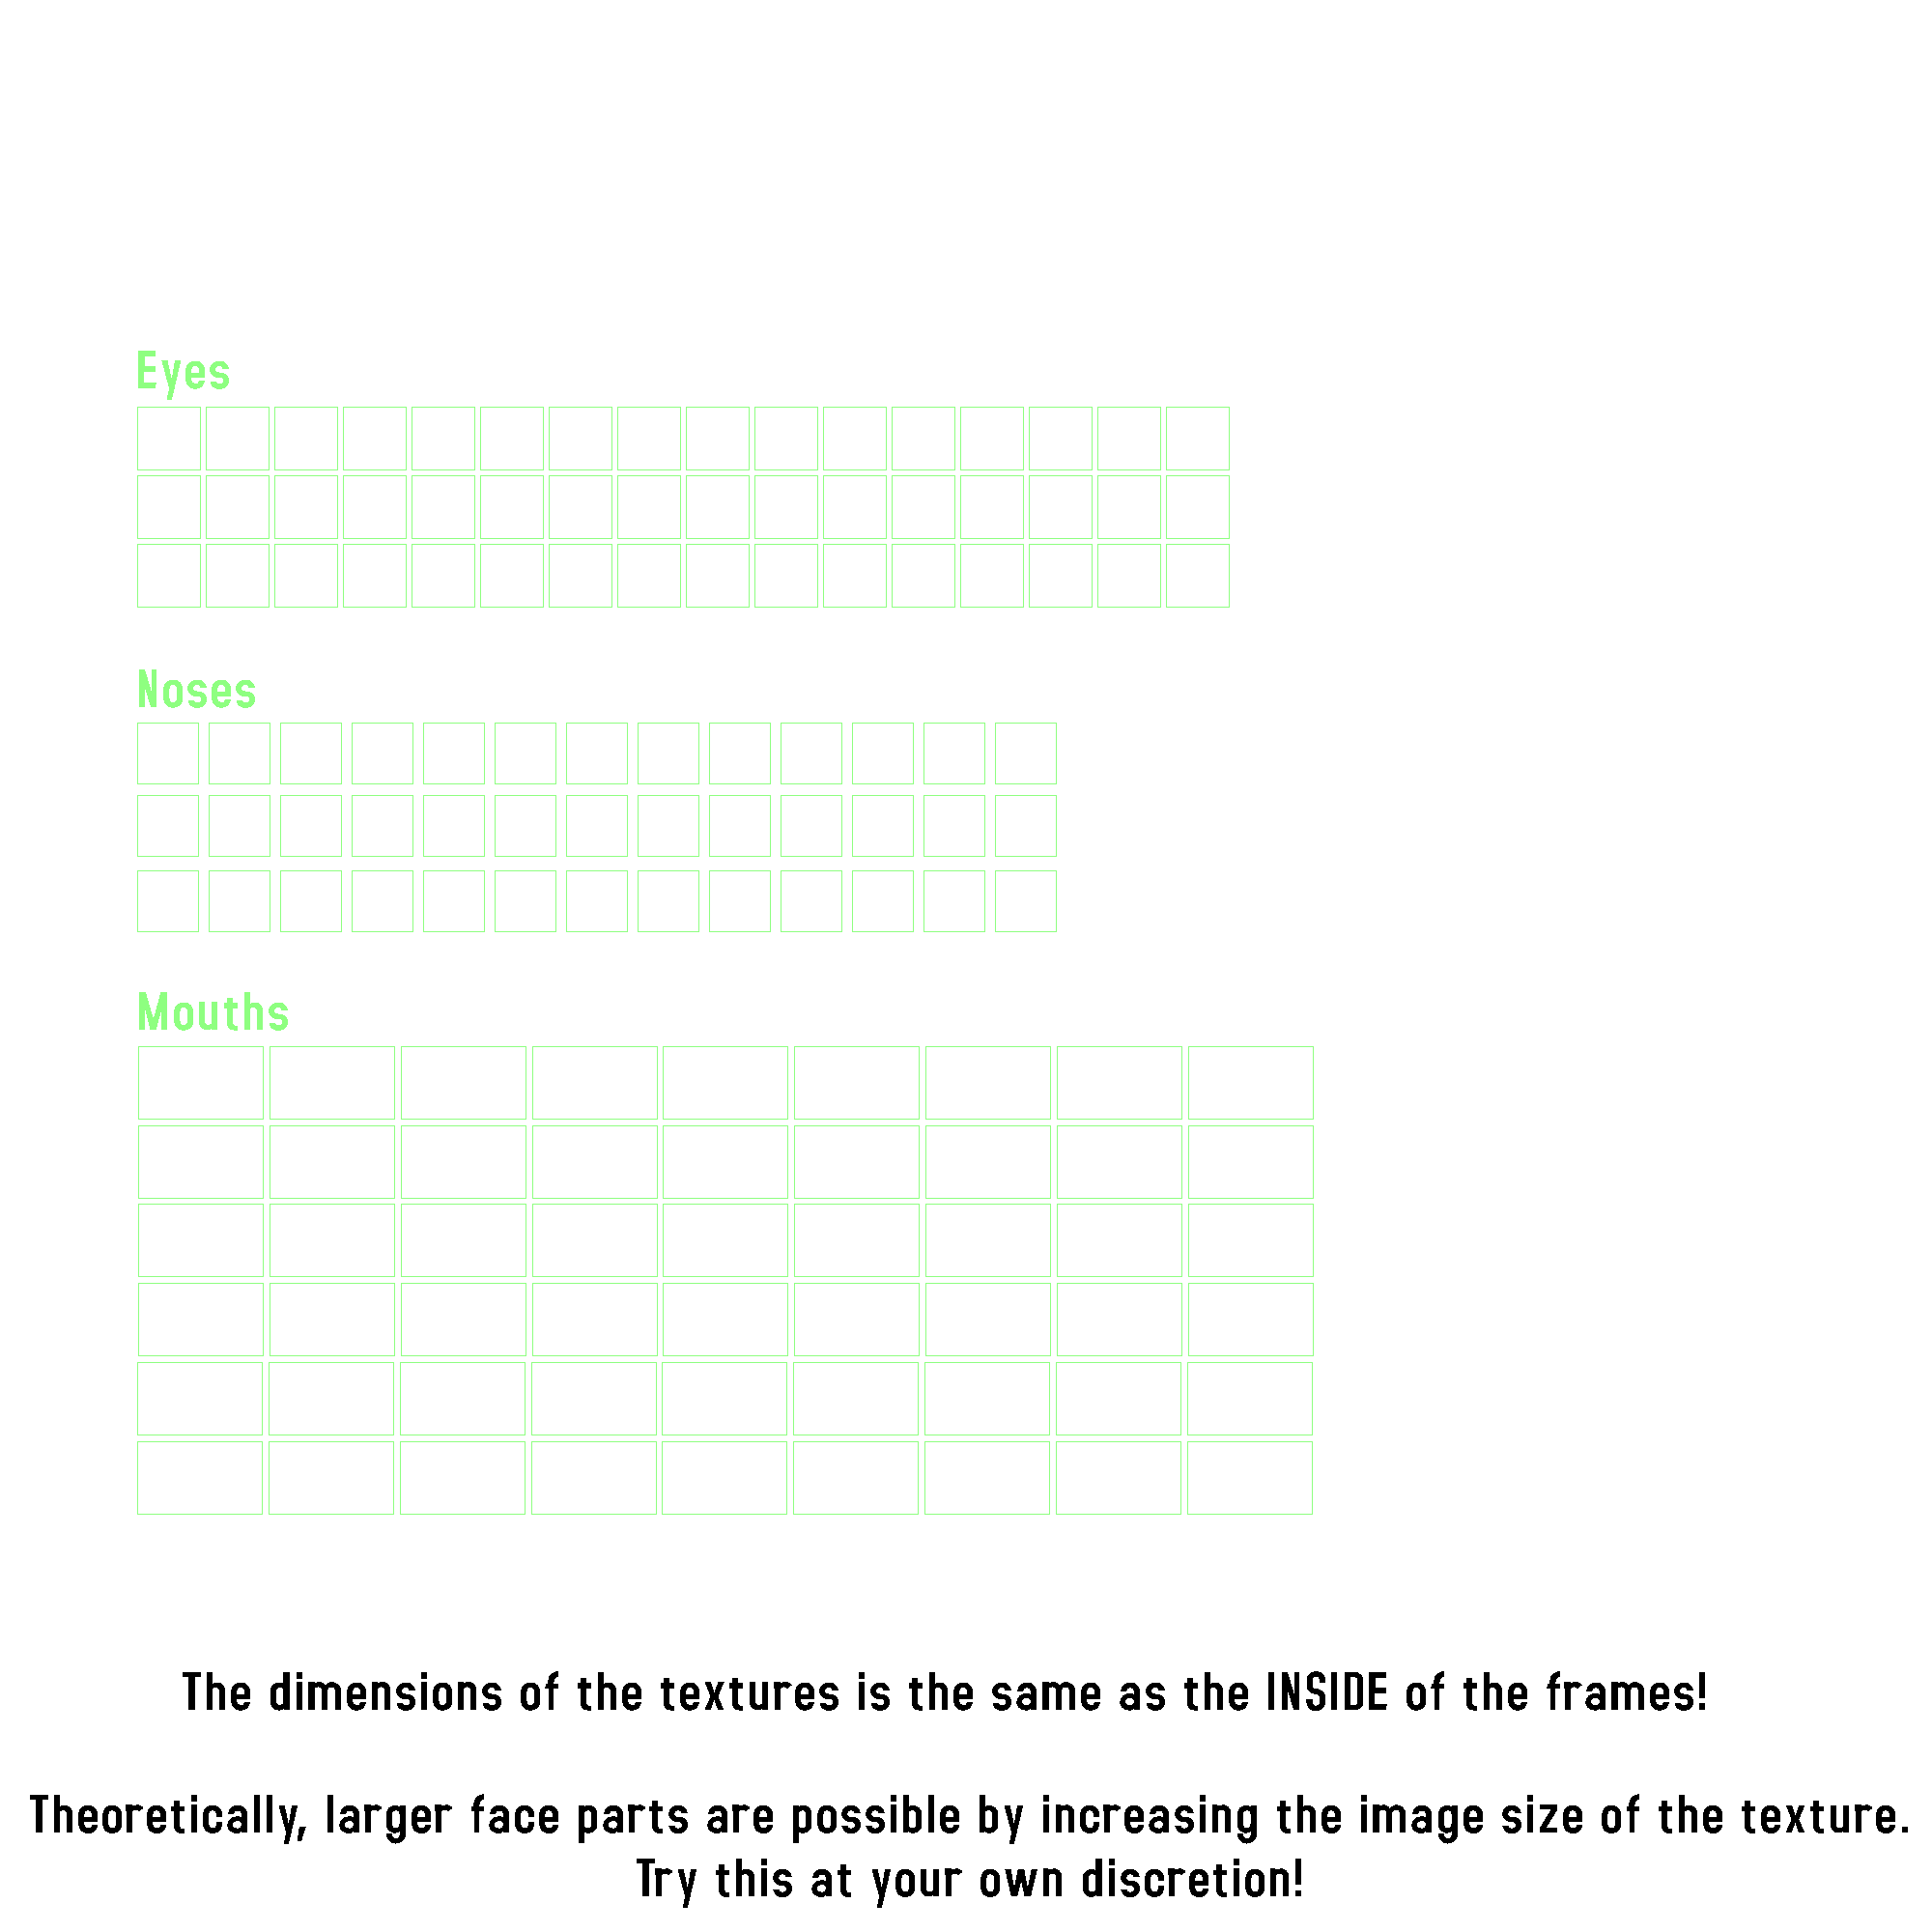 Eyes
Noses
Mouths
The dimensions of the textures is the same as the INSIDE of the frames!
Theoretically, larger face parts are possible by increasing the image size of the texture.
Try this at your own discretion!